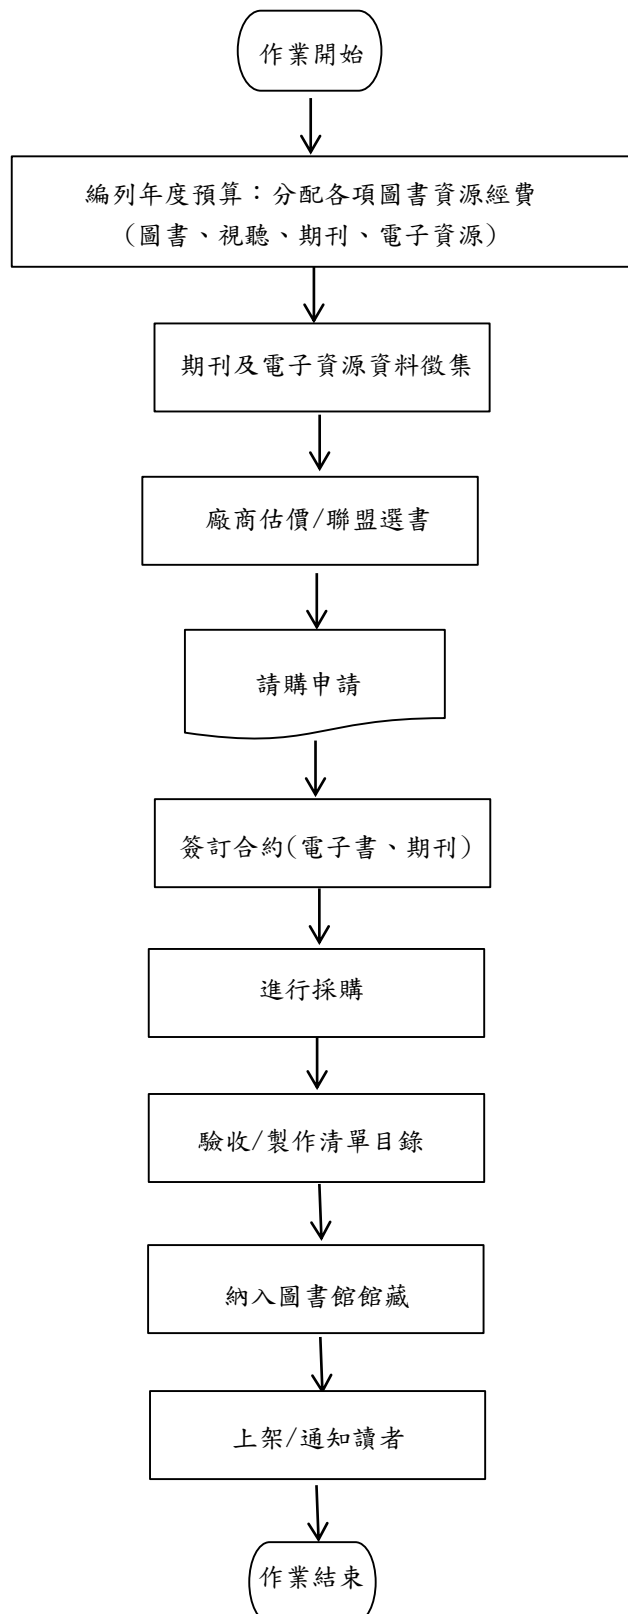 作業開始
編列年度預算：分配各項圖書資源經費
(圖書、視聽、期刊、電子資源)
期刊及電子資源資料徵集
廠商估價/聯盟選書
請購申請
簽訂合約(電子書、期刊)
進行採購
驗收/製作清單目錄
納入圖書館館藏
上架/通知讀者
作業結束